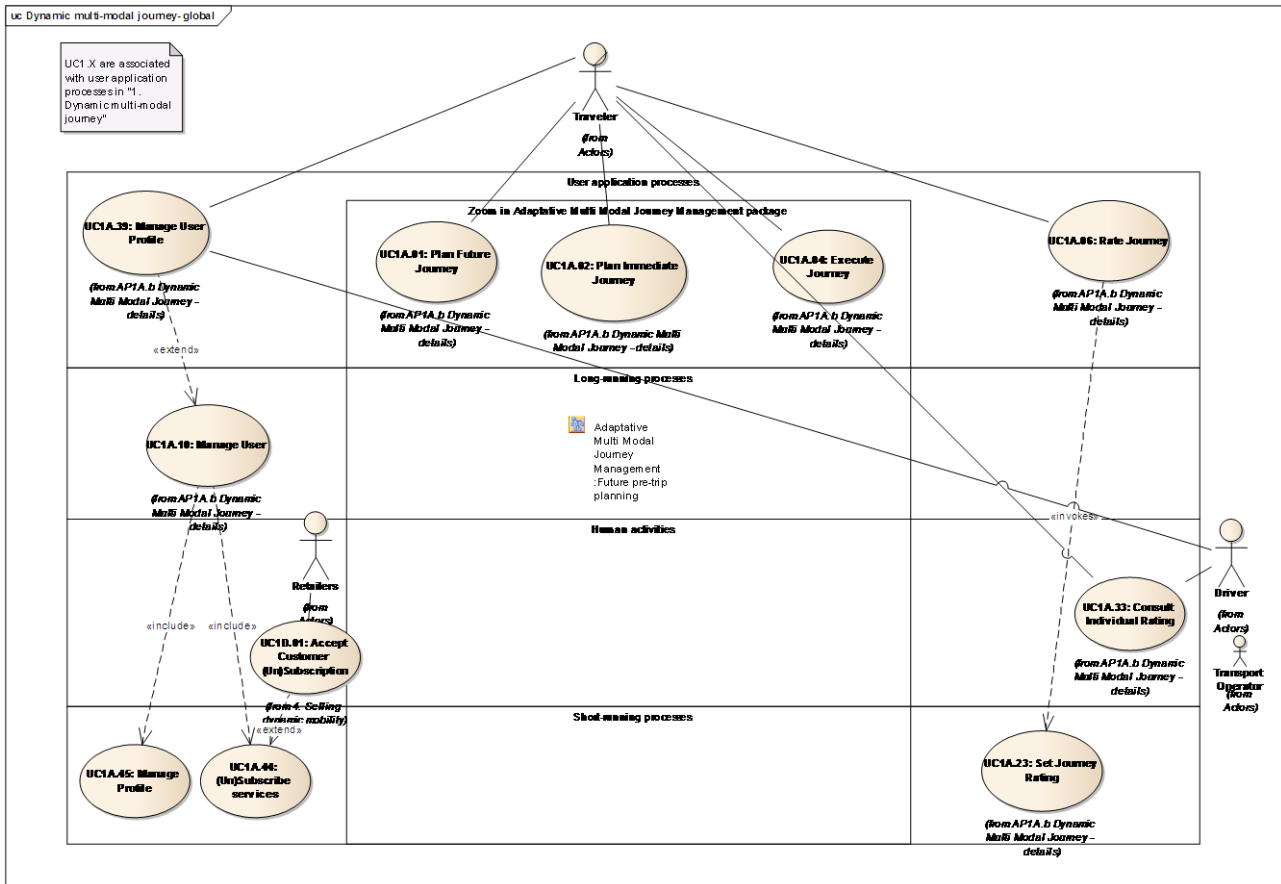 uc Dynamic multi-modal journey-global
UC1.X are associated
with user application
processes in "1.
Dynamic multi-modal
journey"
Traveler
(from
Actors)
User application processes
Zoom in Adaptative Multi Modal Journey Management package
UC1A.39: Manage User
Profile
(from AP1A.b Dynamic
Multi Modal Journey -
details)
UC1A.01: Plan Future
Journey
(from AP1A.b Dynamic
Multi Modal Journey -
details)
UC1A.02: Plan Immediate
Journey
(from AP1A.b Dynamic Multi
Modal Journey - details)
UC1A.04: Execute
Journey
(from AP1A.b Dynamic
Multi Modal Journey -
details)
UC1A.06: Rate Journey
(from AP1A.b Dynamic
Multi Modal Journey -
details)
«extend»
Long-running-processes
UC1A.10: Manage User
(from AP1A.b Dynamic
Multi Modal Journey -
details)
Adaptative
Multi Modal
Journey
Management
:Future pre-trip
planning
«invokes»
Human activities
Retailers
(from
Actors)
«include»
«include»
UC1D.01: Accept
Customer
(Un)Subscription
(from 4. Selling
dynamic mobility)
UC1A.33: Consult
Individual Rating
(from AP1A.b Dynamic
Multi Modal Journey -
details)
Driver
(from
Actors)
Transport
Operator
(from
Actors)
Short-running processes
«extend»
UC1A.45: Manage
Profile
UC1A.44:
(Un)Subscribe
services
UC1A.23: Set Journey
Rating
(from AP1A.b Dynamic
Multi Modal Journey -
details)